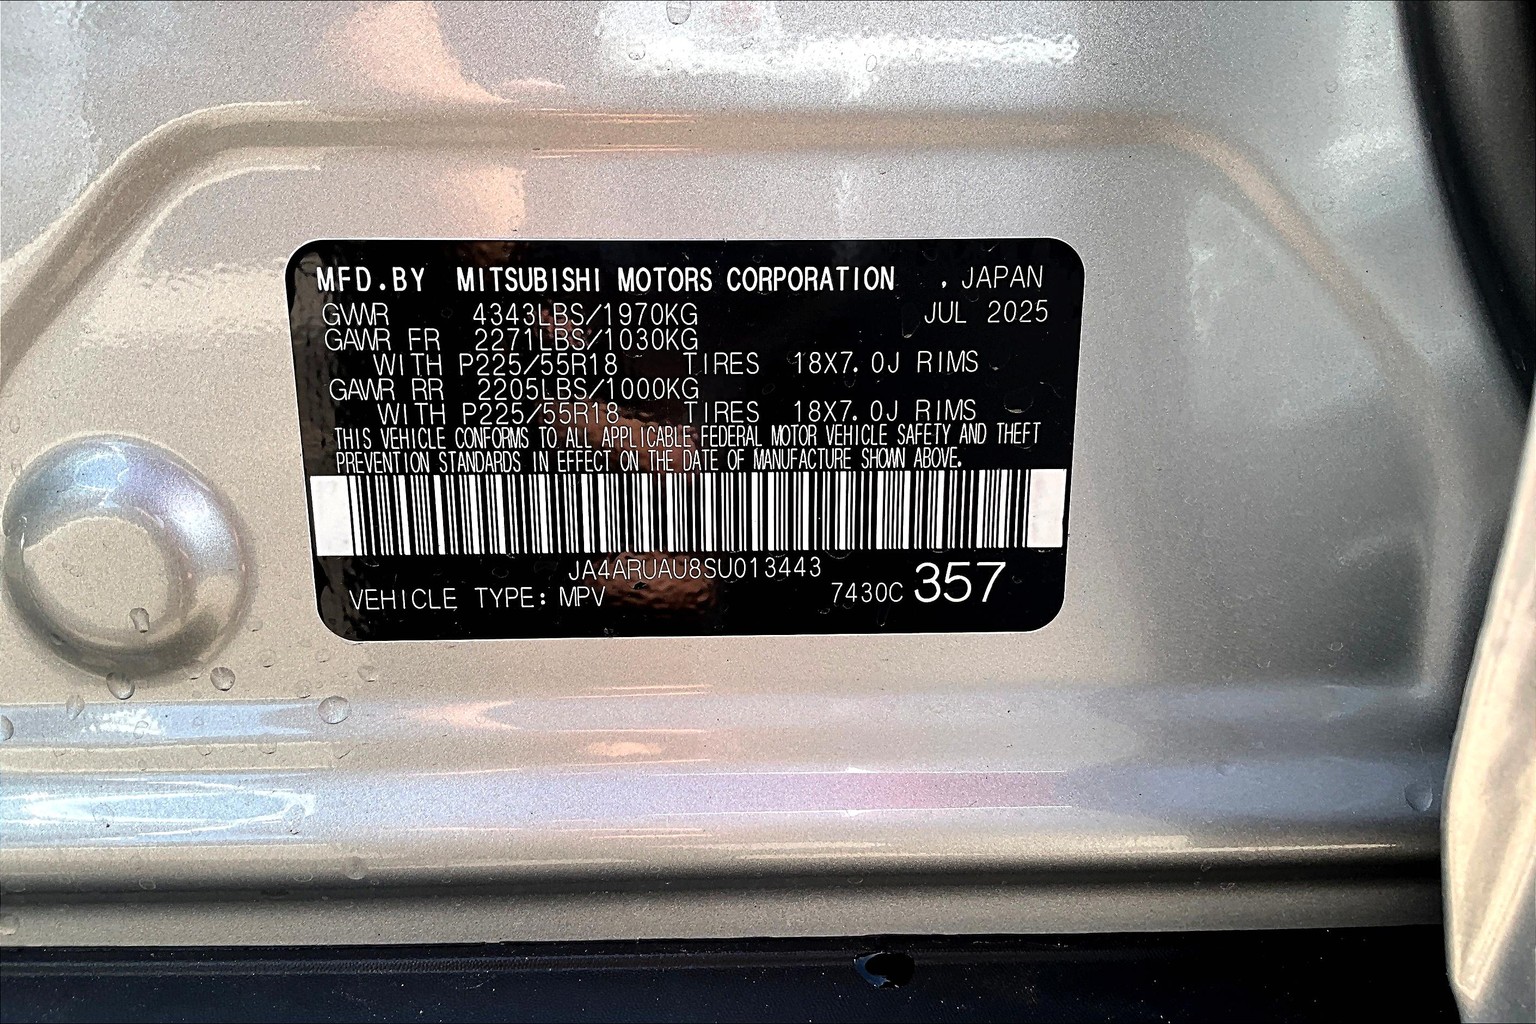 MFD.BY MITSUBISHI MOTORS CORPORATION , JAPAN
GVWR 4343LBS/1970KG JUL 2025
GAWR FR 2271LBS/1030KG
WITH P225/55R18 TIRES 18X7.0J RIMS
GAWR RR 2205LBS/1000KG
WITH P225/55R18 TIRES 18X7.0J RIMS
THIS VEHICLE CONFORMS TO ALL APPLICABLE FEDERAL MOTOR VEHICLE SAFETY AND THEFT
PREVENTION STANDARDS IN EFFECT ON THE DATE OF MANUFACTURE SHOWN ABOVE.
JA4ARUAU8SU013443
VEHICLE TYPE: MPV 7430C 357